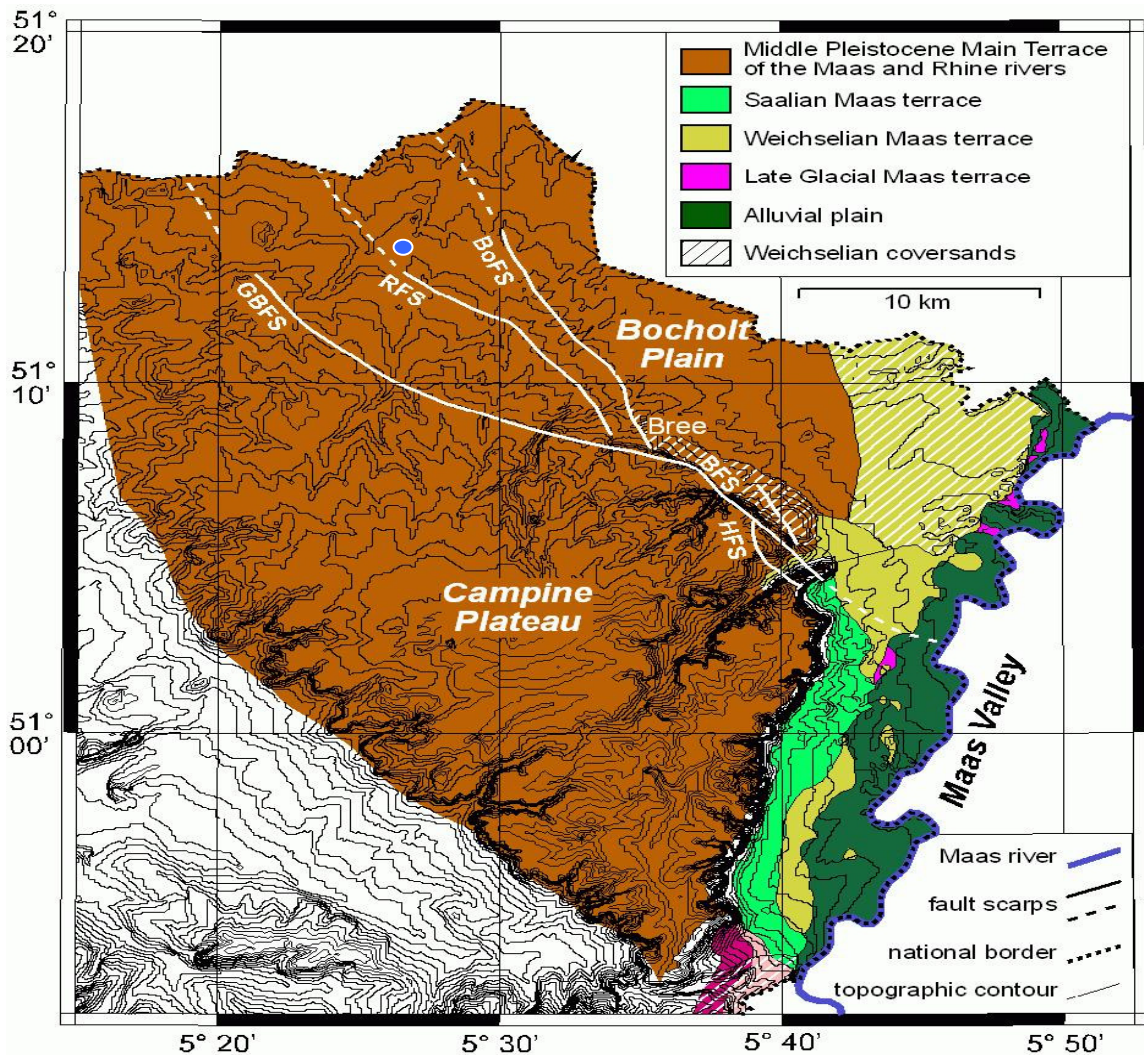 51°
20'
Middle Pleistocene Main Terrace
of the Maas and Rhine rivers
Saalian Maas terrace
Weichselian Maas terrace
Late Glacial Maas terrace
Alluvial plain
Weichselian coversands
10 km
BoFS
RFS
GBFS
Bocholt
Plain
51°
10'
Bree
BFS
HFS
Campine
Plateau
51°
00'
Maas Valley
Maas river
fault scarps
national border
topographic contour
5° 20'
5° 30'
5° 40'
5° 50'